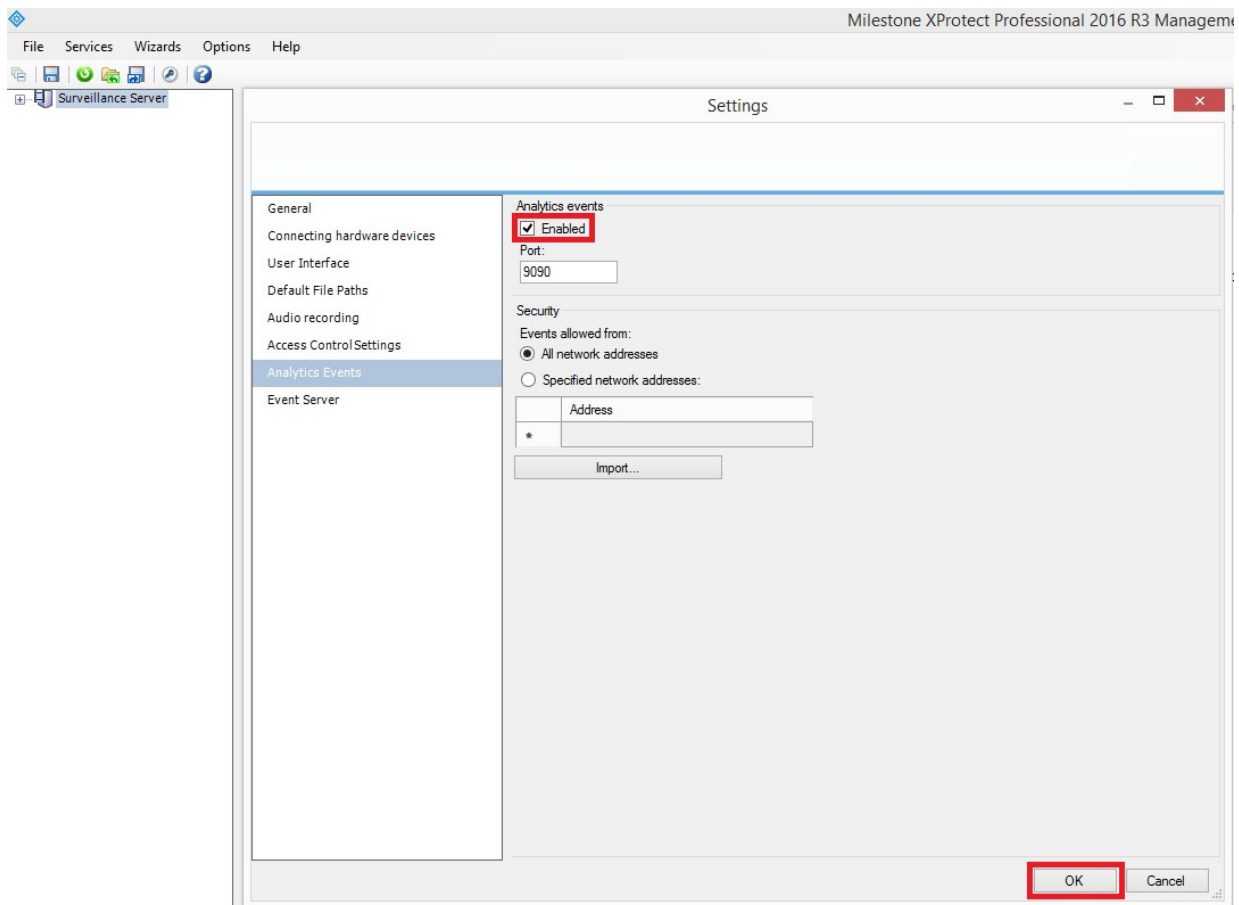 Milestone XProtect Professional 2016 R3 Manageme
File Services Wizards Options Help
Surveillance Server
Settings
General
Connecting hardware devices
User Interface
Default File Paths
Audio recording
Access Control Settings
Analytics Events
Event Server
Analytics events
Enabled
Port:
9090
Security
Events allowed from:
All network addresses
Specified network addresses:
Address
*
Import...
OK Cancel